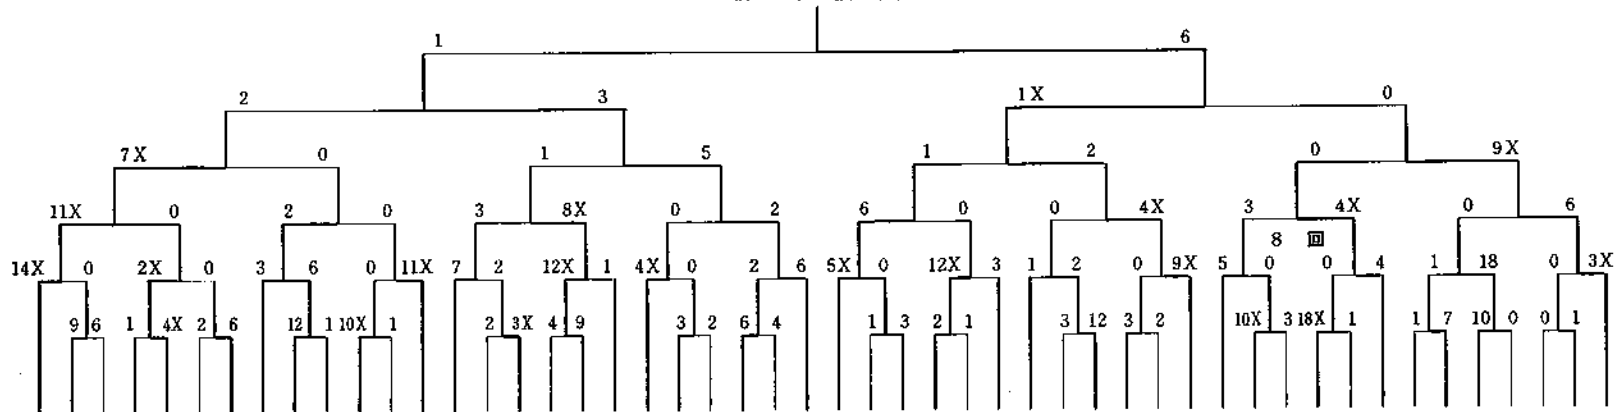 1 6
2 3 1X 0
7X 0 1 5 1 2 0 9X
11X 0 2 0 3 8X 0 2 6 0 0 4X 3 4X 0 6
8 回
14X 0 2X 0 3 6 0 11X 7 2 12X 1 4X 0 2 6 5X 0 12X 3 1 2 0 9X 5 0 0 4 1 18 0 3X
9 6 1 4X 2 6 12 1 10X 1 2 3X 4 9 3 2 6 4 1 3 2 1 3 12 3 2 10X 3 18X 1 1 7 10 0 0 1